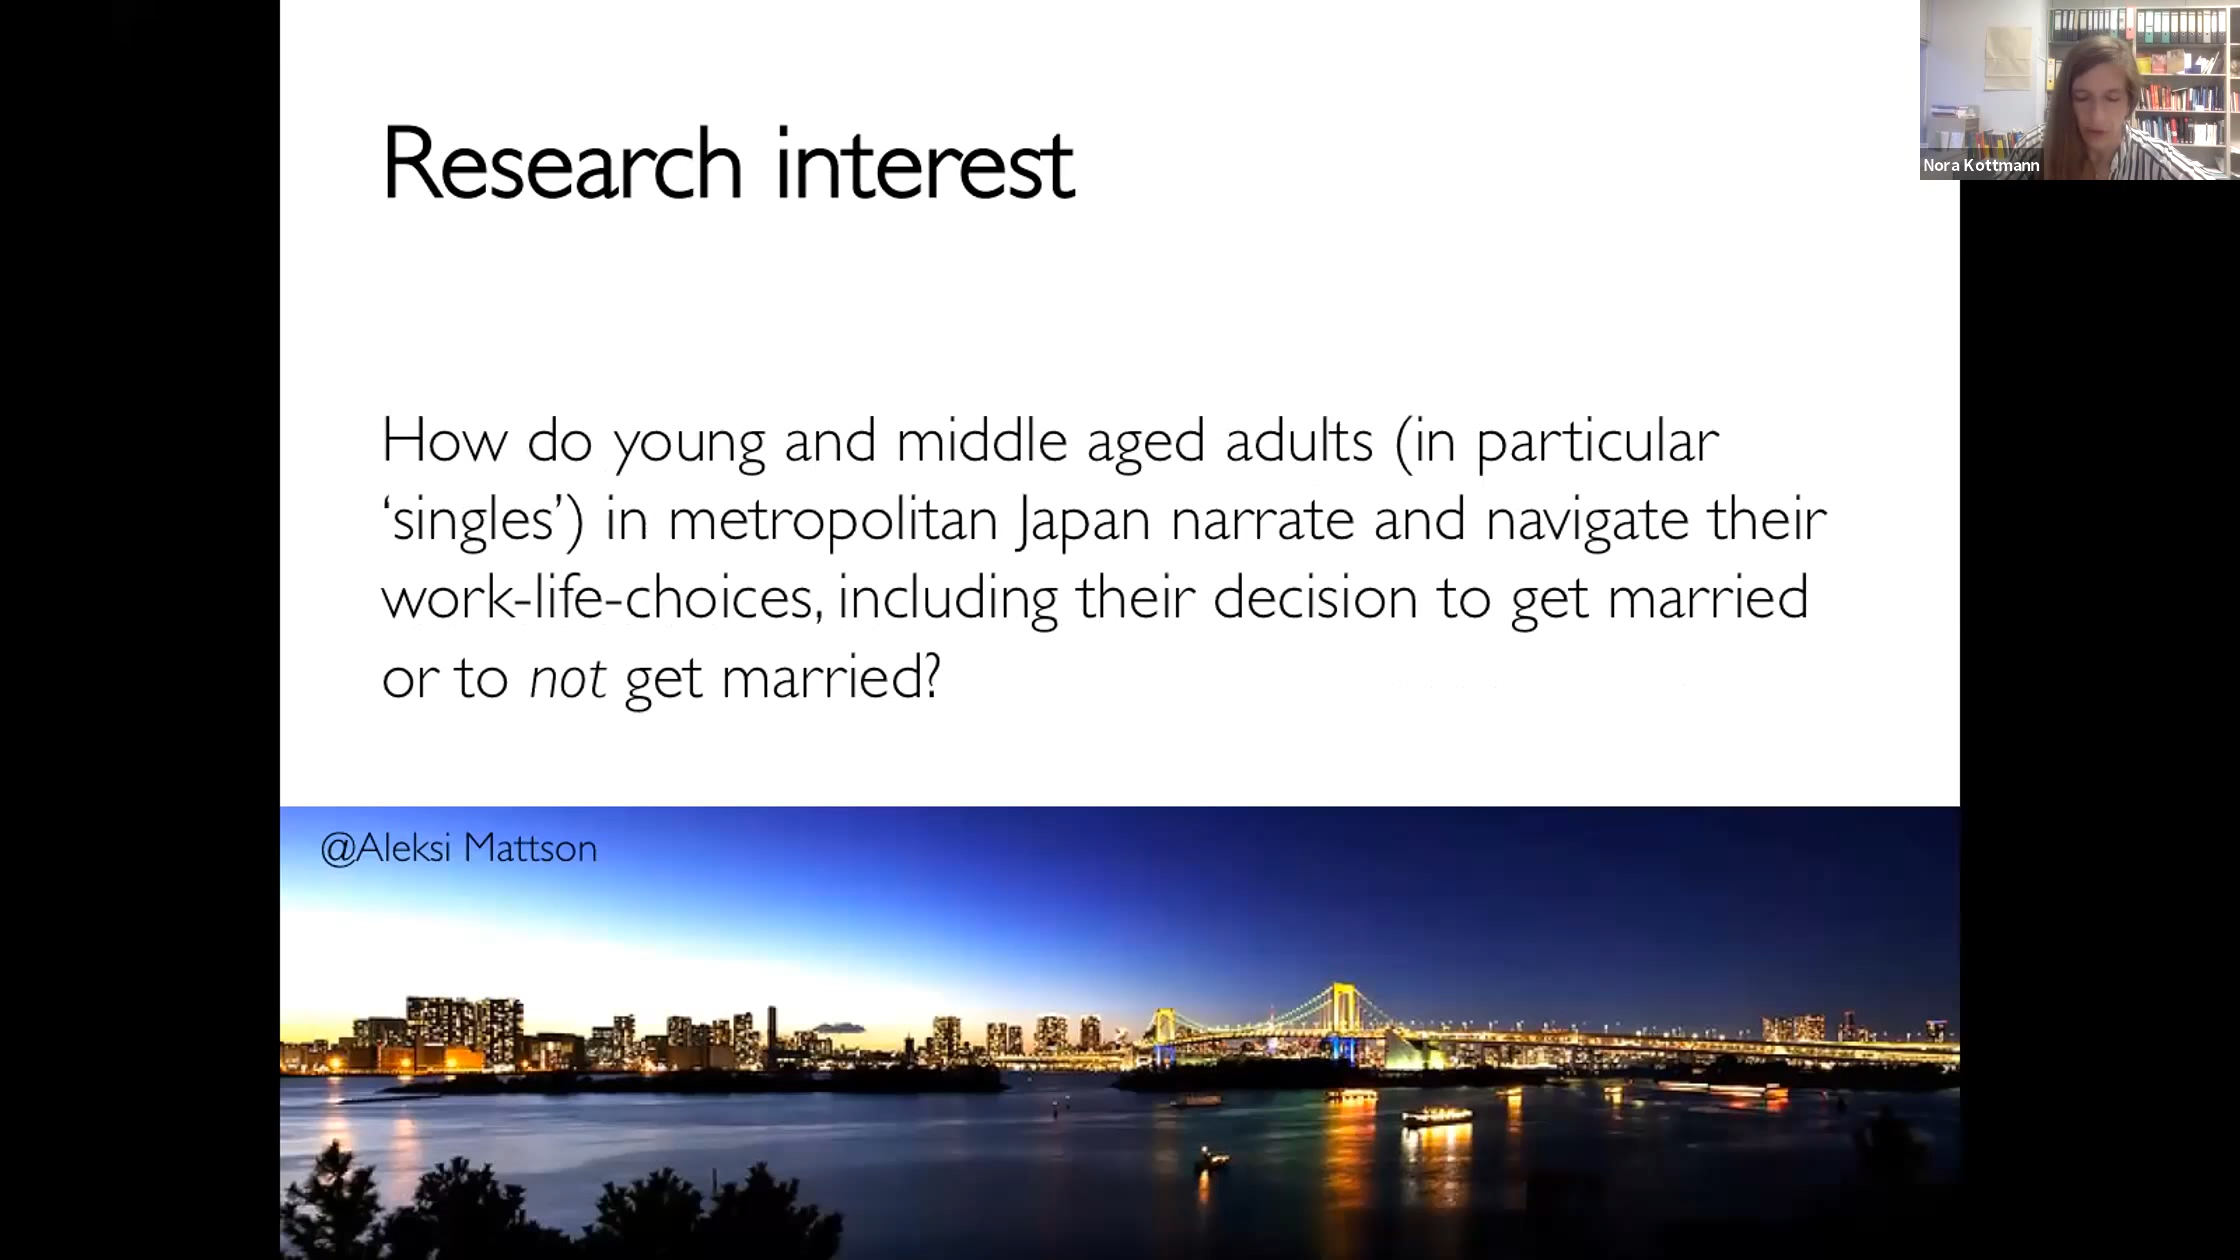 Research interest
Nora Kottmann
How do young and middle aged adults (in particular
‘singles’) in metropolitan Japan narrate and navigate their
work-life-choices, including their decision to get married
or to not get married?
@Aleksi Mattson